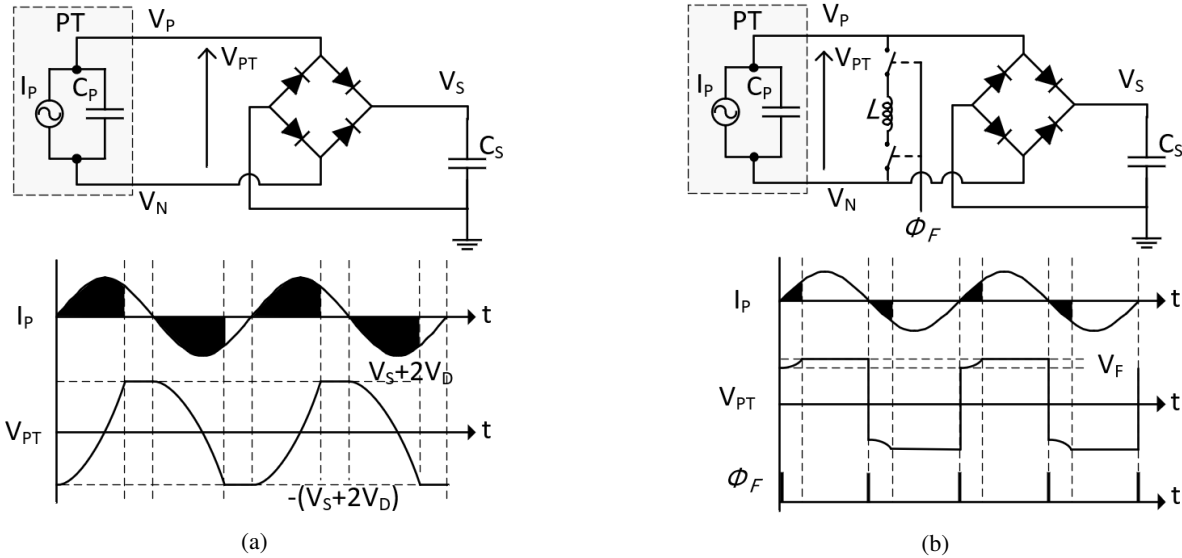 PT
V_P
V_PT
I_P
C_P
V_S
C_S
V_N
I_P
t
V_S+2V_D
V_PT
t
-(V_S+2V_D)
(a)
PT
V_P
V_PT
I_P
C_P
L
V_S
C_S
V_N
Φ_F
I_P
t
V_F
V_PT
t
Φ_F
t
(b)